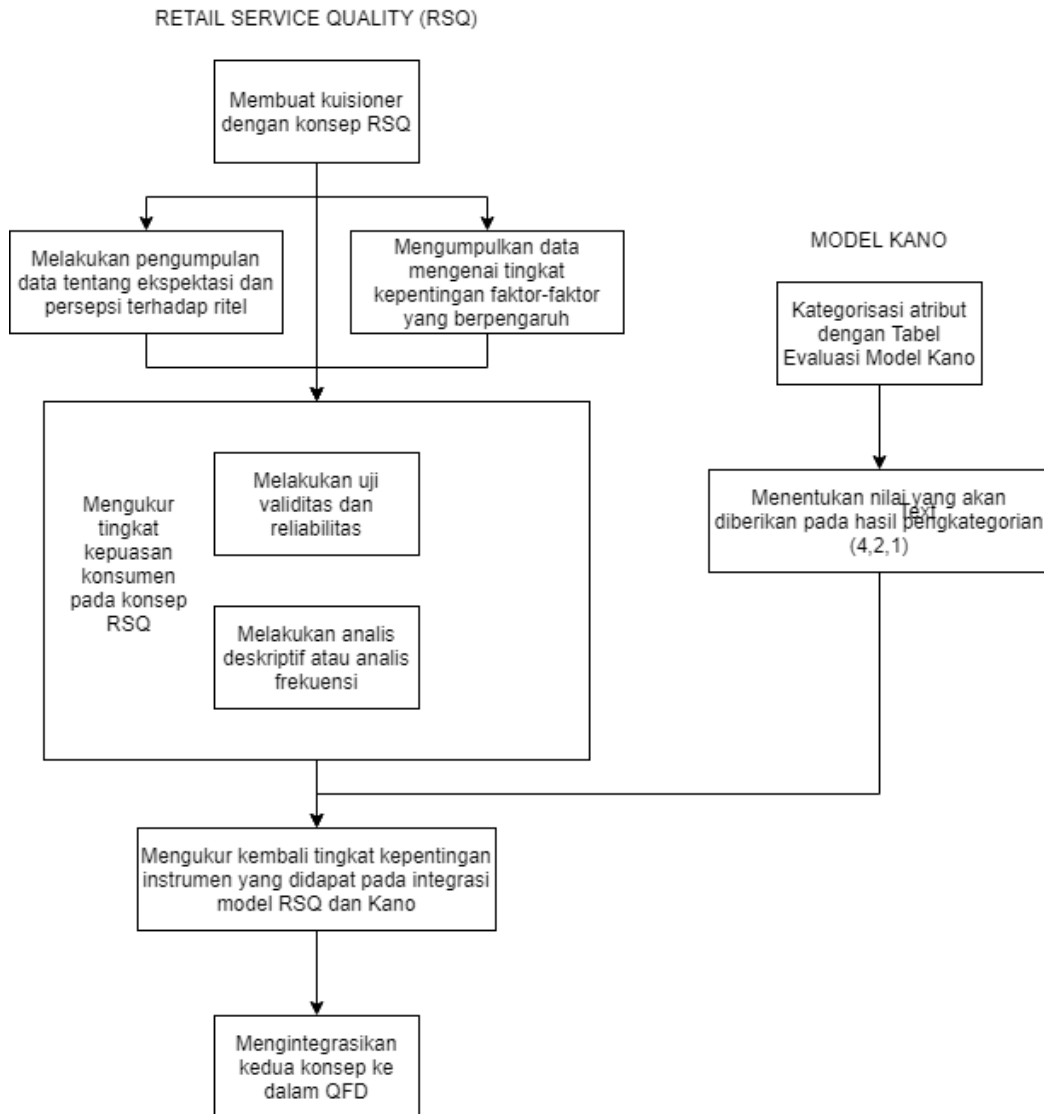 RETAIL SERVICE QUALITY (RSQ)
Membuat kuisioner
dengan konsep RSQ
Melakukan pengumpulan
data tentang ekspektasi dan
persepsi terhadap ritel
Mengumpulkan data
mengenai tingkat
kepentingan faktor-faktor
yang berpengaruh
MODEL KANO
Kategorisasi atribut
dengan Tabel
Evaluasi Model Kano
Mengukur
tingkat
kepuasan
konsumen
pada konsep
RSQ
Melakukan uji
validitas dan
reliabilitas
Melakukan analis
deskriptif atau analis
frekuensi
Menentukan nilai yang akan
Text
diberikan pada hasil pengkategorian
(4,2,1)
Mengukur kembali tingkat kepentingan
instrumen yang didapat pada integrasi
model RSQ dan Kano
Mengintegrasikan
kedua konsep ke
dalam QFD